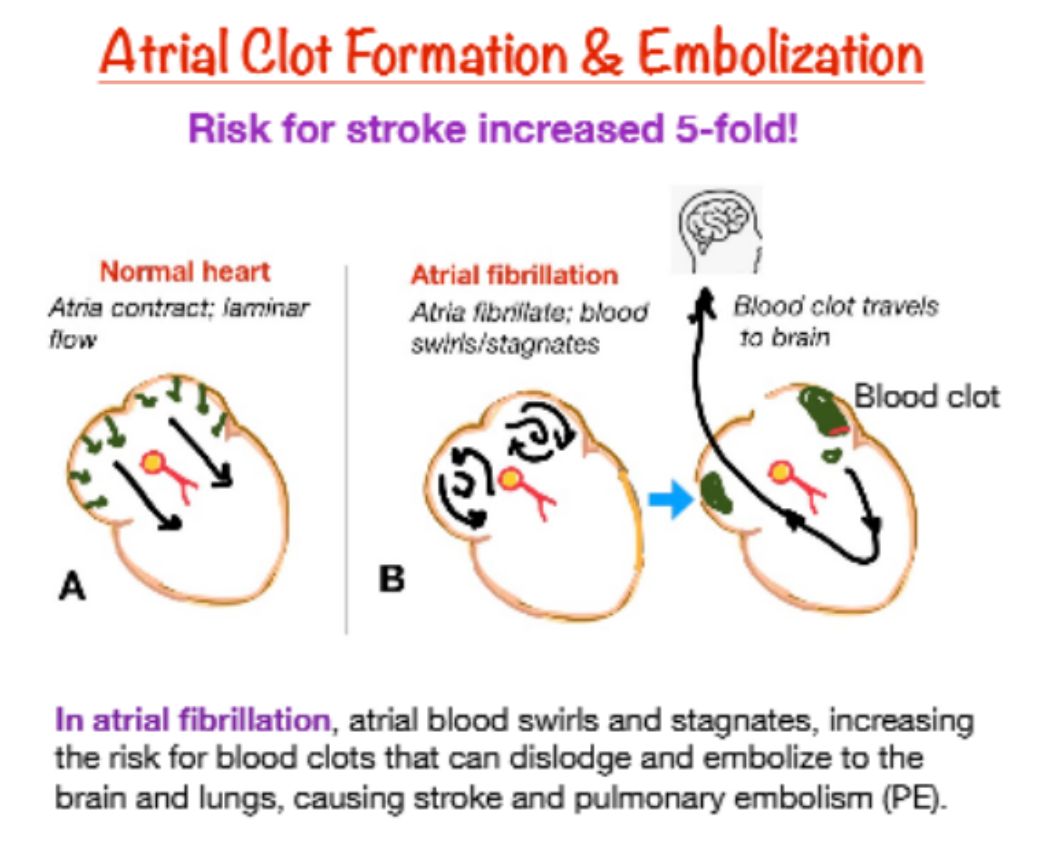 Atrial Clot Formation & Embolization
Risk for stroke increased 5-fold!
Normal heart
Atria contract; laminar
flow
A
Atrial fibrillation
Atria fibrillate; blood
swirls/stagnates
B
Blood clot travels
to brain
Blood clot
In atrial fibrillation, atrial blood swirls and stagnates, increasing
the risk for blood clots that can dislodge and embolize to the
brain and lungs, causing stroke and pulmonary embolism (PE).